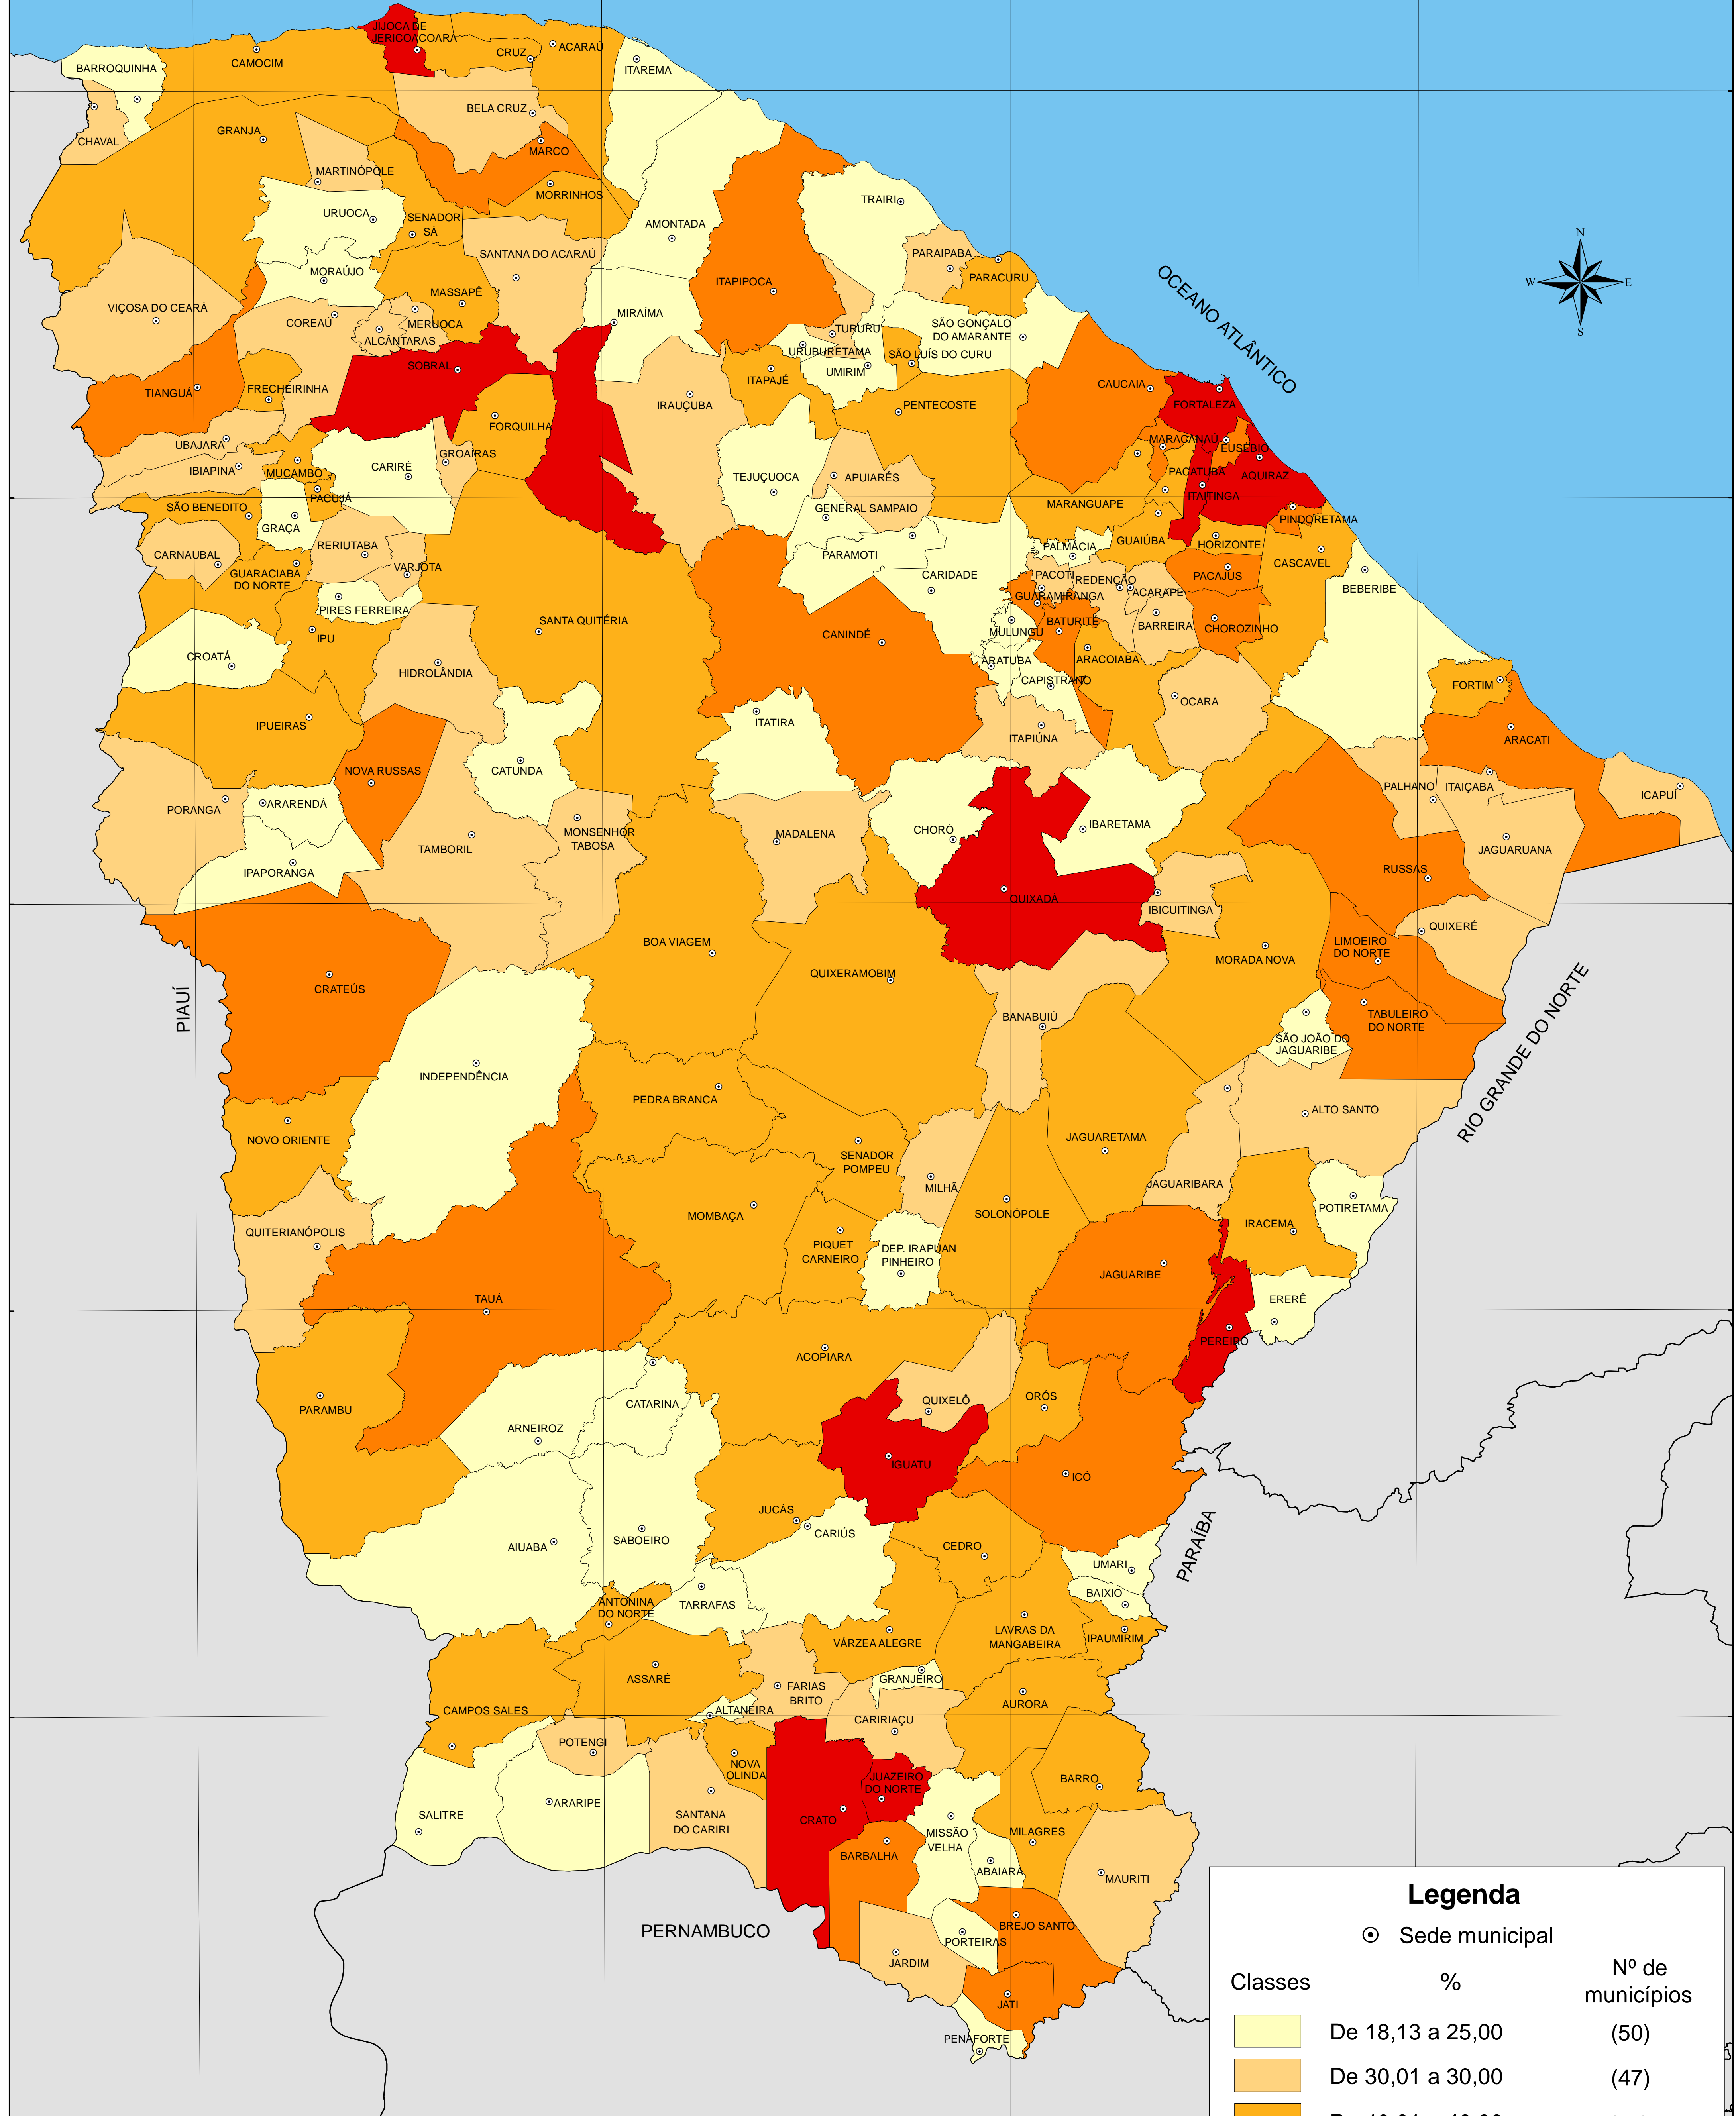 JIJOCA DE
JERICOACOARA
CRUZ
ACARAÚ
BARROQUINHA
CAMOCIM
ITAREMA
BELA CRUZ
CHAVAL
GRANJA
MARCO
MARTINÓPOLE
MORRINHOS
TRAIRI
URUOCA
SENADOR
SÁ
AMONTADA
N
SANTANA DO ACARAÚ
PARAIPABA
PARACURU
OCEANO ATLÂNTICO
MORAÚJO
ITAPIPOCA
W
E
MASSAPÊ
VIÇOSA DO CEARÁ
MIRAÍMA
S
COREAÚ
MERUOCA
SÃO GONÇALO
DO AMARANTE
TURURU
ALCÂNTARAS
URUBURETAMA
SÃO LUÍS DO CURU
SOBRAL
UMIRIM
ITAPAJÉ
TIANGUÁ
FRECHEIRINHA
CAUCAIA
IRAUÇUBA
PENTECOSTE
FORTALEZA
FORQUILHA
UBAJARA
MARACANAÚ
EUSÉBIO
GROAÍRAS
IBIAPINA
MUCAMBO
CARIRÉ
TEJUÇUOCA
APUIARÉS
PACATUBA
AQUIRAZ
PACUJÁ
ITAITINGA
SÃO BENEDITO
GENERAL SAMPAIO
MARANGUAPE
GRAÇA
PINDORETAMA
GUAIÚBA
HORIZONTE
CARNAUBAL
RERIUTABA
PARAMOTI
PALMÁCIA
CASCAVEL
GUARACIABA
DO NORTE
VARJOTA
CARIDADE
PACOTI
REDENÇÃO
PACAJUS
BEBERIBE
GUARAMIRANGA
ACARAPE
PIRES FERREIRA
SANTA QUITÉRIA
MULUNGU
BATURITÉ
BARREIRA
CHOROZINHO
IPU
CANINDÉ
CROATÁ
ARATUBA
ARACOIABA
HIDROLÂNDIA
CAPISTRANO
FORTIM
OCARA
IPUEIRAS
ITATIRA
ITAPIÚNA
ARACATI
NOVA RUSSAS
CATUNDA
PALHANO
ITAIÇABA
ICAPUÍ
PORANGA
ARARENDÁ
MONSENHOR
TABOSA
MADALENA
CHORÓ
IBARETAMA
TAMBORIL
JAGUARUANA
IPAPORANGA
RUSSAS
QUIXADÁ
IBICUITINGA
QUIXERÉ
BOA VIAGEM
LIMOEIRO
DO NORTE
MORADA NOVA
QUIXERAMOBIM
CRATEÚS
PIAUÍ
BANABUIÚ
TABULEIRO
DO NORTE
SÃO JOÃO DO
JAGUARIBE
RIO GRANDE DO NORTE
INDEPENDÊNCIA
PEDRA BRANCA
ALTO SANTO
NOVO ORIENTE
JAGUARETAMA
SENADOR
POMPEU
MILHÃ
JAGUARIBARA
POTIRETAMA
MOMBAÇA
SOLONÓPOLE
IRACEMA
QUITERIANÓPOLIS
PIQUET
CARNEIRO
DEP. IRAPUAN
PINHEIRO
JAGUARIBE
TAUÁ
ERERÊ
PEREIRO
ACOPIARA
PARAMBU
CATARINA
QUIXELÔ
ORÓS
ARNEIROZ
IGUATU
ICÓ
JUCÁS
CARIÚS
SABOEIRO
AIUABA
CEDRO
PARAÍBA
UMARI
BAIXIO
ANTONINA
DO NORTE
TARRAFAS
LAVRAS DA
MANGABEIRA
IPAUMIRIM
VÁRZEA ALEGRE
ASSARÉ
GRANJEIRO
FARIAS
BRITO
AURORA
CAMPOS SALES
ALTANEIRA
CARIRIAÇU
POTENGI
NOVA
OLINDA
JUAZEIRO
DO NORTE
BARRO
ARARIPE
SALITRE
SANTANA
DO CARIRI
CRATO
MISSÃO
VELHA
MILAGRES
BARBALHA
ABAIARA
MAURITI
PERNAMBUCO
BREJO SANTO
PORTEIRAS
JARDIM
JATI
PENAFORTE
Legenda
Sede municipal
Classes
%
Nº de
municípios
De 18,13 a 25,00
(50)
De 30,01 a 30,00
(47)